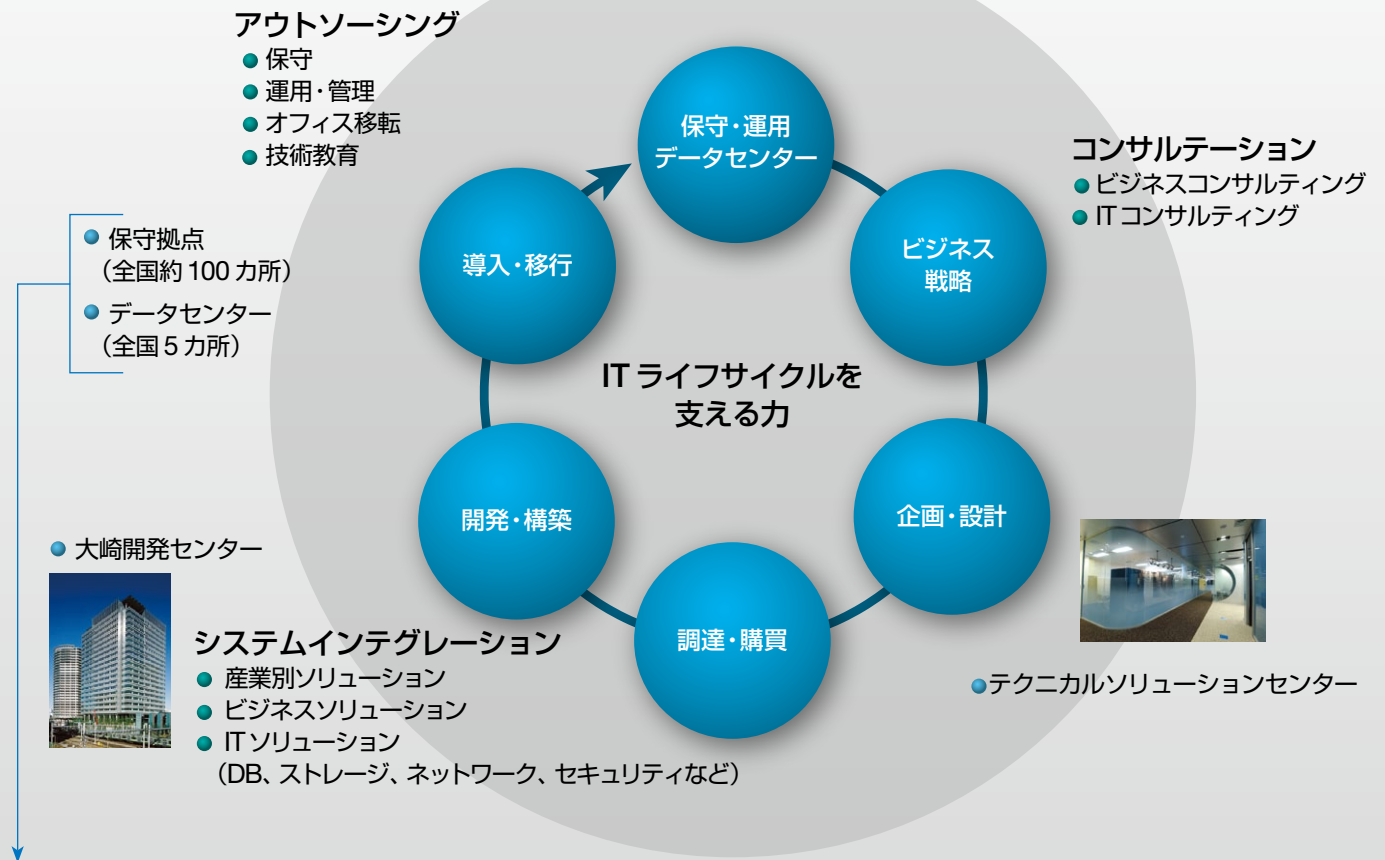 アウトソーシング
● 保守
● 運用・管理
● オフィス移転
● 技術教育
保守・運用
データセンター
コンサルテーション
● ビジネスコンサルティング
● ITコンサルティング
● 保守拠点
（全国約100カ所）
● データセンター
（全国5カ所）
導入・移行
ビジネス
戦略
ITライフサイクルを
支える力
開発・構築
企画・設計
● 大崎開発センター
調達・購買
●テクニカルソリューションセンター
システムインテグレーション
● 産業別ソリューション
● ビジネスソリューション
● ITソリューション
（DB、ストレージ、ネットワーク、セキュリティなど）